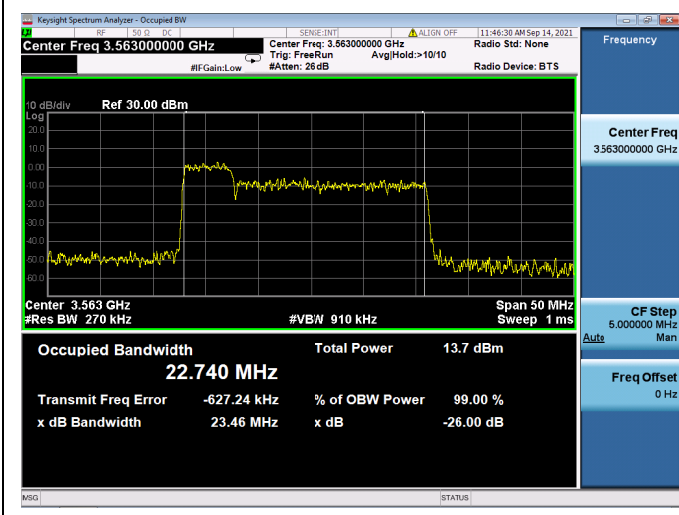 Keysight Spectrum Analyzer - Occupied BW
RF 50 Ω DC SENSE:INT ALIGN OFF 11:46:30 AM Sep 14, 2021
Center Freq 3.563000000 GHz
Center Freq: 3.563000000 GHz Radio Std: None
Trig: FreeRun Avg|Hold:>10/10
#IFGain:Low #Atten: 26dB Radio Device: BTS
10 dB/div Ref 30.00 dBm
Log
20.0
10.0
0.00
-10.0
-20.0
-30.0
-40.0
-50.0
-60.0
Center 3.563 GHz Span 50 MHz
#Res BW 270 kHz #VBW 910 kHz Sweep 1 ms
Occupied Bandwidth Total Power 13.7 dBm
22.740 MHz
Transmit Freq Error -627.24 kHz % of OBW Power 99.00 %
x dB Bandwidth 23.46 MHz x dB -26.00 dB
MSG STATUS
Frequency
Center Freq
3.563000000 GHz
CF Step
5.000000 MHz
Auto Man
Freq Offset
0 Hz